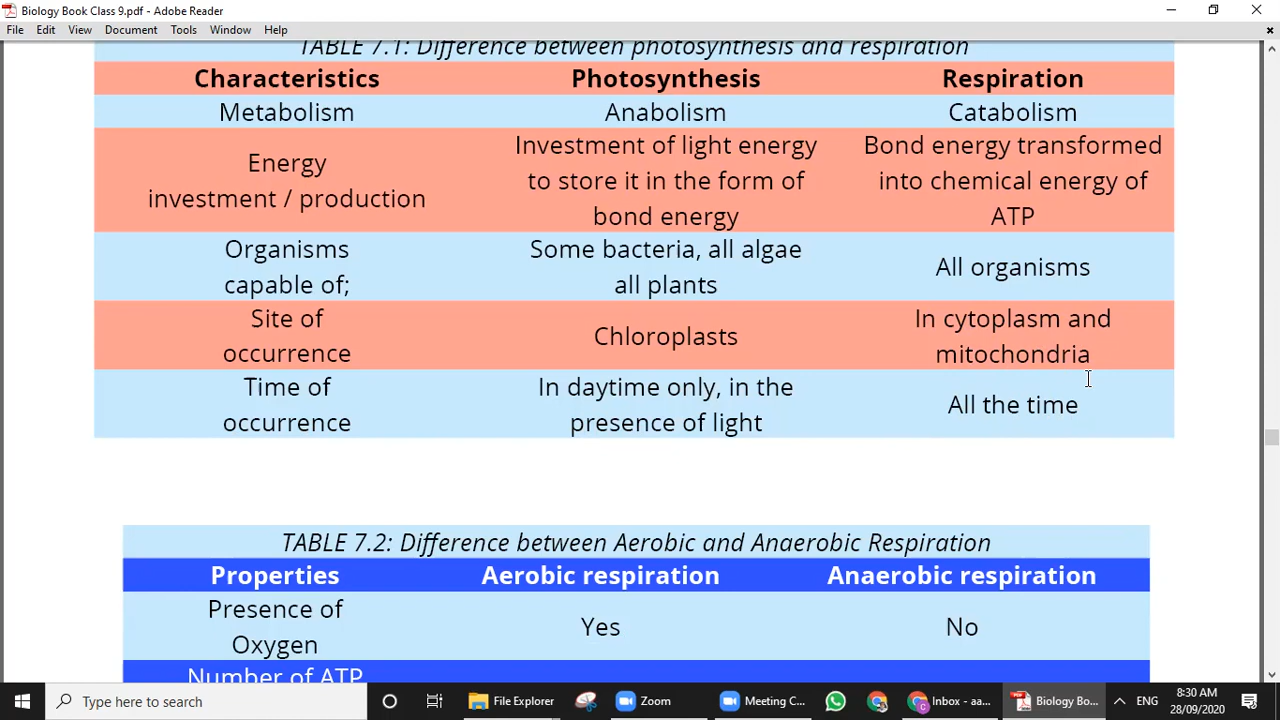 Biology Book Class 9.pdf - Adobe Reader
File Edit View Document Tools Window Help
TABLE 7.1: Difference between photosynthesis and respiration
Characteristics Photosynthesis Respiration
Metabolism Anabolism Catabolism
Energy
investment / production
Investment of light energy
to store it in the form of
bond energy
Bond energy transformed
into chemical energy of
ATP
Organisms
capable of;
Some bacteria, all algae
all plants
All organisms
Site of
occurrence
Chloroplasts
In cytoplasm and
mitochondria
Time of
occurrence
In daytime only, in the
presence of light
All the time
TABLE 7.2: Difference between Aerobic and Anaerobic Respiration
Properties Aerobic respiration Anaerobic respiration
Presence of
Oxygen
Yes
No
Number of ATP
Type here to search
File Explorer
Zoom
Meeting C...
Inbox - aa...
Biology Bo...
ENG
8:30 AM
28/09/2020